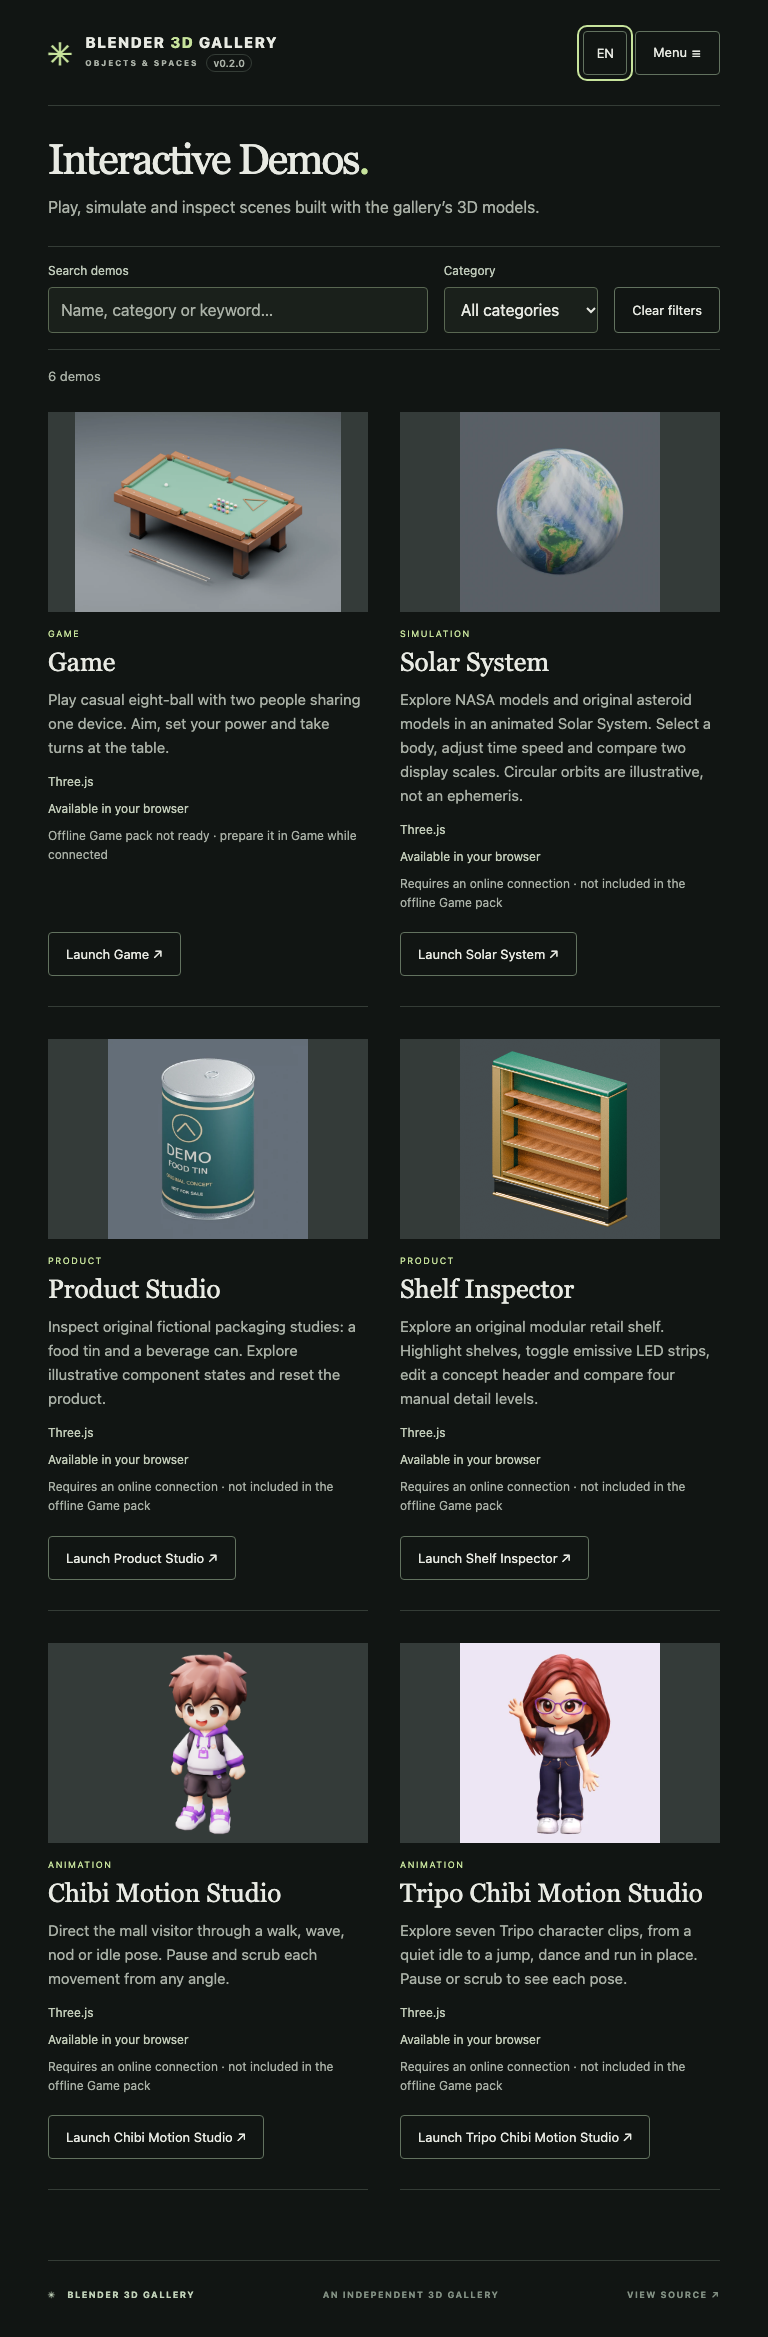 BLENDER 3D GALLERY
OBJECTS & SPACES v0.2.0
EN
Menu ≡
Interactive Demos.
Play, simulate and inspect scenes built with the gallery’s 3D models.
Search demos
Category
Name, category or keyword...
All categories
Clear filters
6 demos
GAME
Game
Play casual eight-ball with two people sharing
one device. Aim, set your power and take
turns at the table.
Three.js
Available in your browser
Offline Game pack not ready · prepare it in Game while
connected
Launch Game ↗
SIMULATION
Solar System
Explore NASA models and original asteroid
models in an animated Solar System. Select a
body, adjust time speed and compare two
display scales. Circular orbits are illustrative,
not an ephemeris.
Three.js
Available in your browser
Requires an online connection · not included in the
offline Game pack
Launch Solar System ↗
DEMO
FOOD TIN
ORIGINAL CONCEPT
NOT FOR SALE
PRODUCT
Product Studio
Inspect original fictional packaging studies: a
food tin and a beverage can. Explore
illustrative component states and reset the
product.
Three.js
Available in your browser
Requires an online connection · not included in the
offline Game pack
Launch Product Studio ↗
PRODUCT
Shelf Inspector
Explore an original modular retail shelf.
Highlight shelves, toggle emissive LED strips,
edit a concept header and compare four
manual detail levels.
Three.js
Available in your browser
Requires an online connection · not included in the
offline Game pack
Launch Shelf Inspector ↗
ANIMATION
Chibi Motion Studio
Direct the mall visitor through a walk, wave,
nod or idle pose. Pause and scrub each
movement from any angle.
Three.js
Available in your browser
Requires an online connection · not included in the
offline Game pack
Launch Chibi Motion Studio ↗
ANIMATION
Tripo Chibi Motion Studio
Explore seven Tripo character clips, from a
quiet idle to a jump, dance and run in place.
Pause or scrub to see each pose.
Three.js
Available in your browser
Requires an online connection · not included in the
offline Game pack
Launch Tripo Chibi Motion Studio ↗
BLENDER 3D GALLERY
AN INDEPENDENT 3D GALLERY
VIEW SOURCE ↗